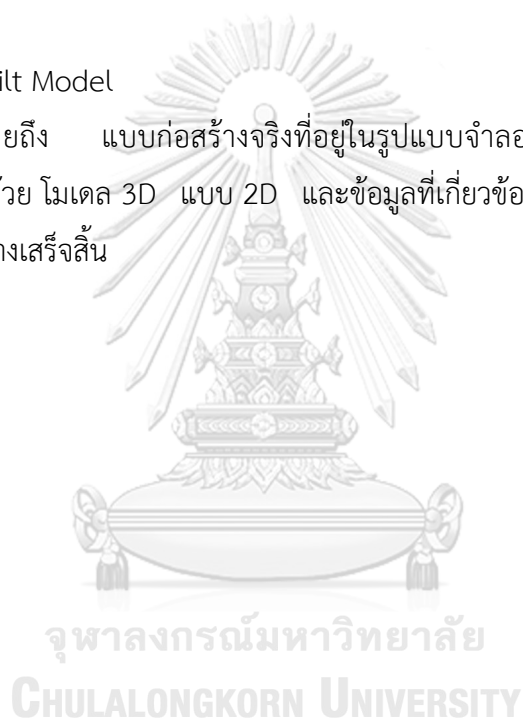 ilt Model
ยถึง แบบก่อสร้างจริงที่อยู่ในรูปแบบจำลอ
้วย โมเดล 3D แบบ 2D และข้อมูลที่เกี่ยวข้อ
างเสร็จสิ้น
จุฬาลงกรณ์มหาวิทยาลัย
CHULALONGKORN UNIVERSITY